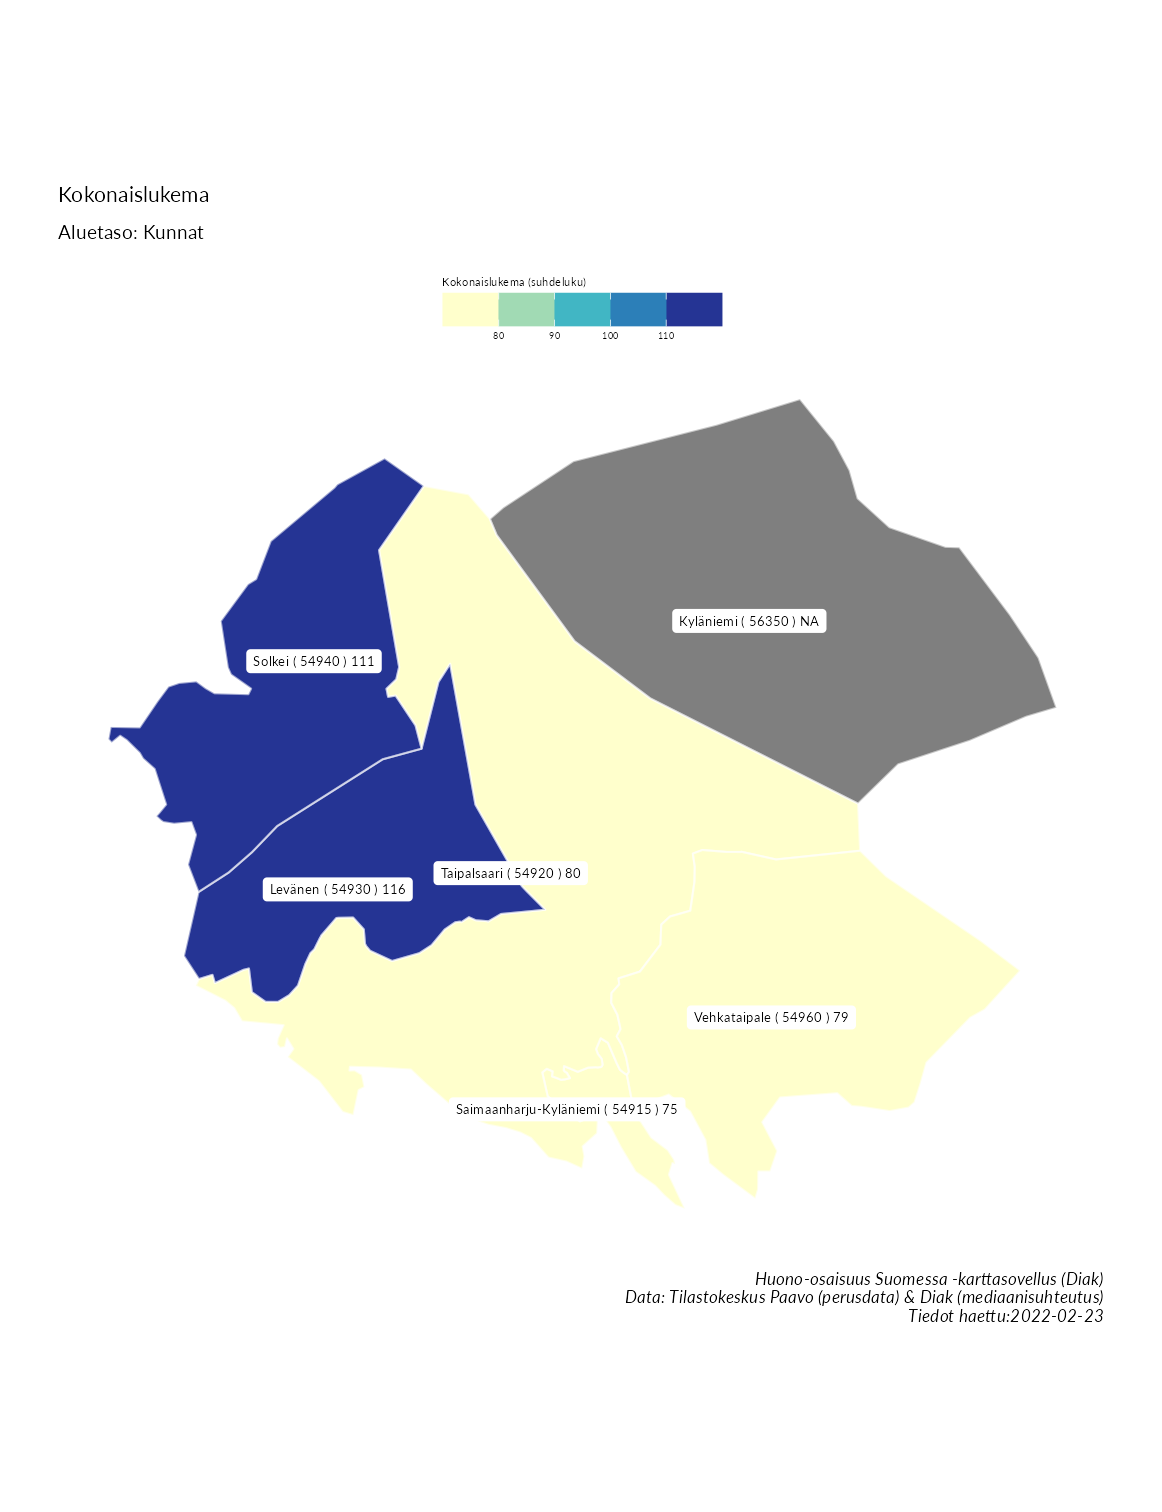 Kokonaislukema
Aluetaso: Kunnat
Kokonaislukema (suhdeluku)
80 90 100 110
Kyläniemi ( 56350 ) NA
Solkei ( 54940 ) 111
Taipalsaari ( 54920 ) 80
Levänen ( 54930 ) 116
Vehkataipale ( 54960 ) 79
Saimaanharju-Kyläniemi ( 54915 ) 75
Huono-osaisuus Suomessa -karttasovellus (Diak)
Data: Tilastokeskus Paavo (perusdata) & Diak (mediaanisuhteutus)
Tiedot haettu:2022-02-23